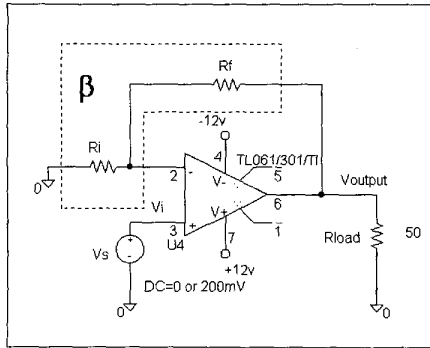 Rf
β
-12v
Ri
4
TL061/301/TI
5
2
-
V-
Voutput
0
6
Vi
V+
3
+
7
1
50
U4
Rload
Vs
+
-
+12v
DC=0 or 200mV
0
0